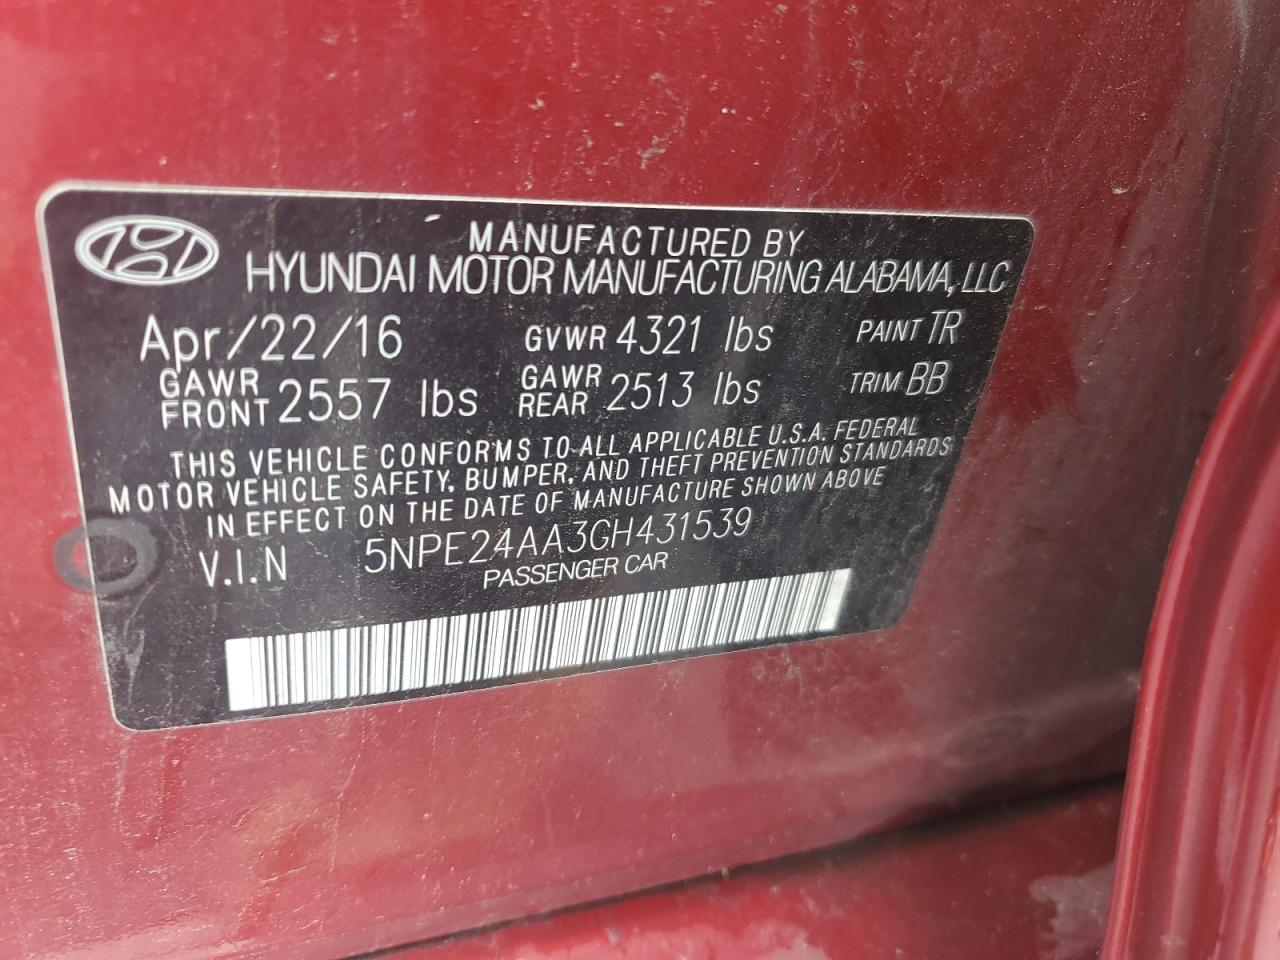 MANUFACTURED BY
HYUNDAI MOTOR MANUFACTURING ALABAMA, LLC
Apr/22/16 GVWR 4321 lbs PAINT TR
GAWR FRONT 2557 lbs GAWR REAR 2513 lbs TRIM BB
THIS VEHICLE CONFORMS TO ALL APPLICABLE U.S.A. FEDERAL
MOTOR VEHICLE SAFETY, BUMPER, AND THEFT PREVENTION STANDARDS
IN EFFECT ON THE DATE OF MANUFACTURE SHOWN ABOVE
V.I.N 5NPE24AA3GH431539
PASSENGER CAR